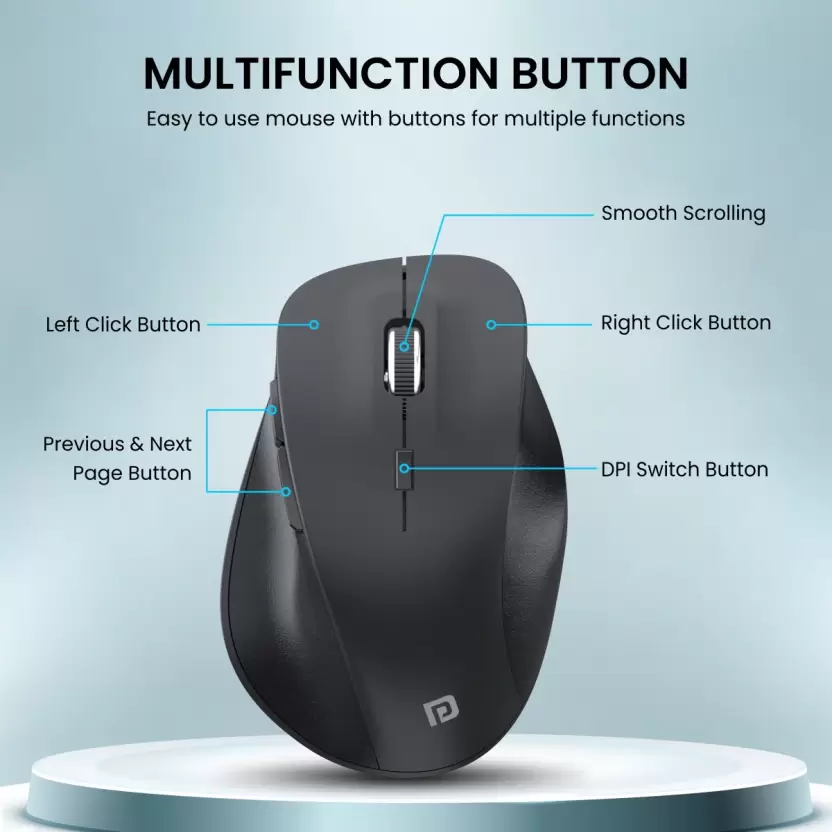 MULTIFUNCTION BUTTON
Easy to use mouse with buttons for multiple functions
Smooth Scrolling
Left Click Button
Right Click Button
Previous & Next
Page Button
DPI Switch Button